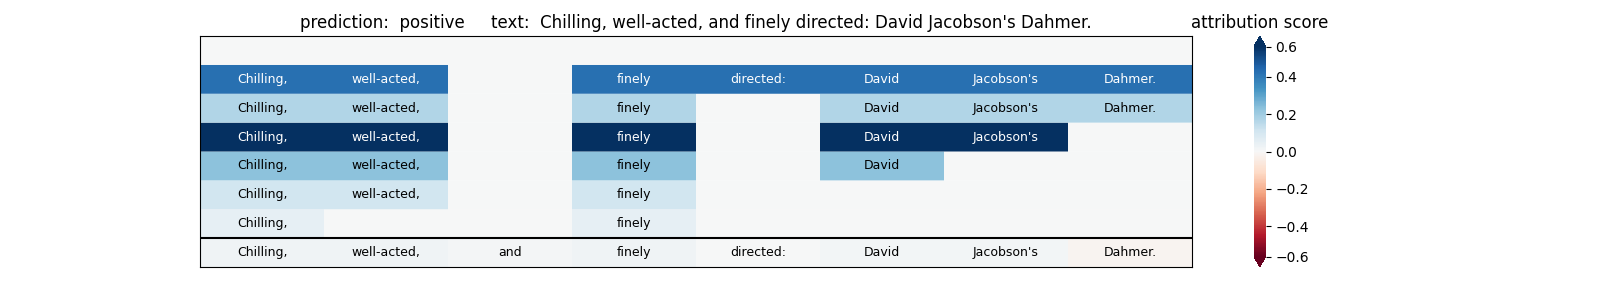 prediction:  positive     text:  Chilling, well-acted, and finely directed: David Jacobson's Dahmer.
attribution score
Chilling, well-acted, finely directed: David Jacobson's Dahmer.
Chilling, well-acted, finely David Jacobson's Dahmer.
Chilling, well-acted, finely David Jacobson's
Chilling, well-acted, finely David
Chilling, well-acted, finely
Chilling, finely
Chilling, well-acted, and finely directed: David Jacobson's Dahmer.
0.6
0.4
0.2
0.0
−0.2
−0.4
−0.6